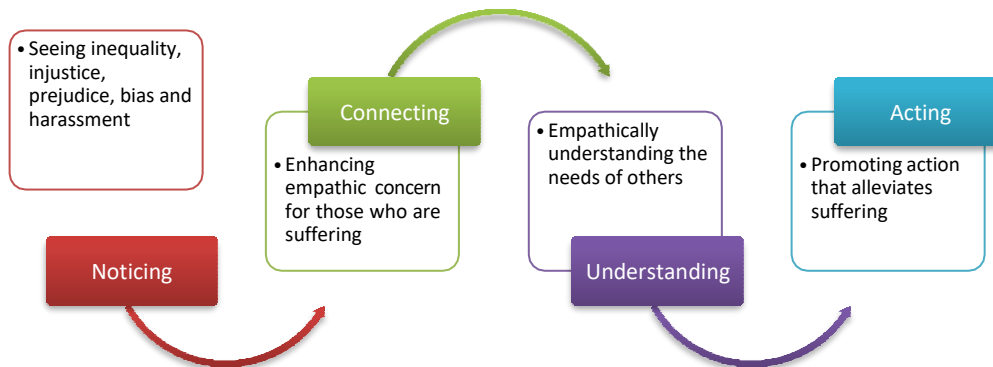 • Seeing inequality,
injustice,
prejudice, bias and
harassment
Noticing
Connecting
• Enhancing
empathic concern
for those who are
suffering
• Empathically
understanding the
needs of others
Understanding
Acting
• Promoting action
that alleviates
suffering